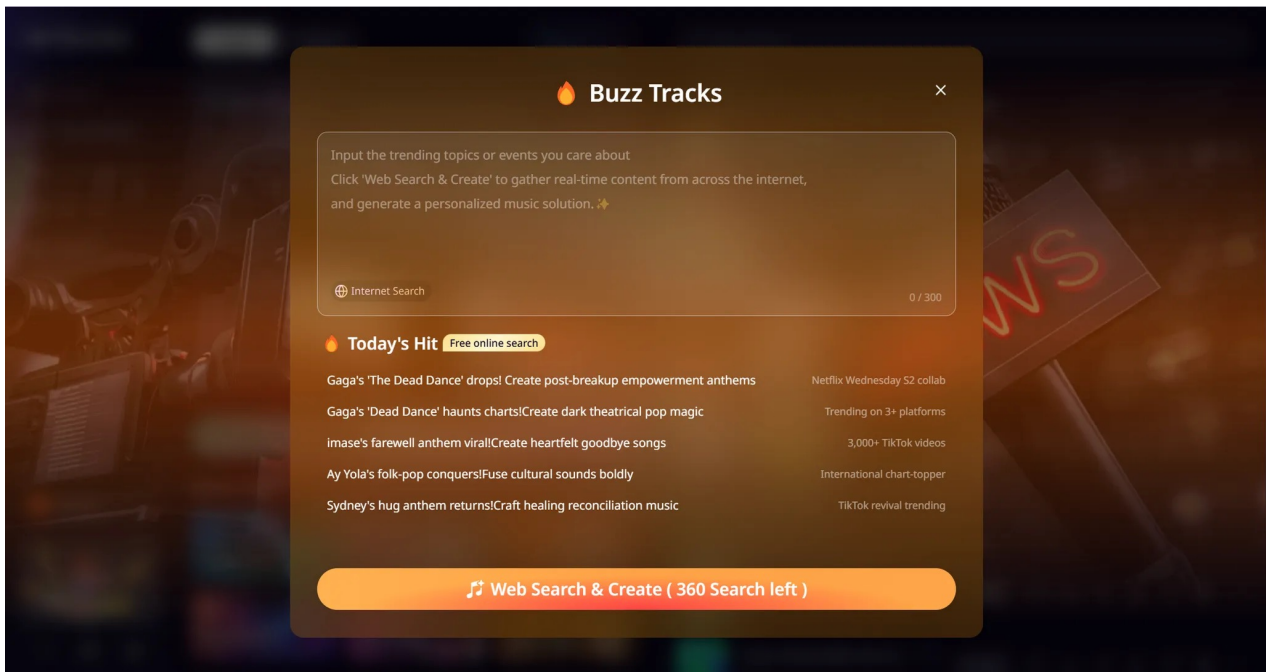 Buzz Tracks
Input the trending topics or events you care about
Click 'Web Search & Create' to gather real-time content from across the internet,
and generate a personalized music solution.✨
Internet Search
0 / 300
Today's Hit Free online search
Gaga's 'The Dead Dance' drops! Create post-breakup empowerment anthems Netflix Wednesday S2 collab
Gaga's 'Dead Dance' haunts charts!Create dark theatrical pop magic Trending on 3+ platforms
imase's farewell anthem viral!Create heartfelt goodbye songs 3,000+ TikTok videos
Ay Yola's folk-pop conquers!Fuse cultural sounds boldly International chart-topper
Sydney's hug anthem returns!Craft healing reconciliation music TikTok revival trending
Web Search & Create ( 360 Search left )